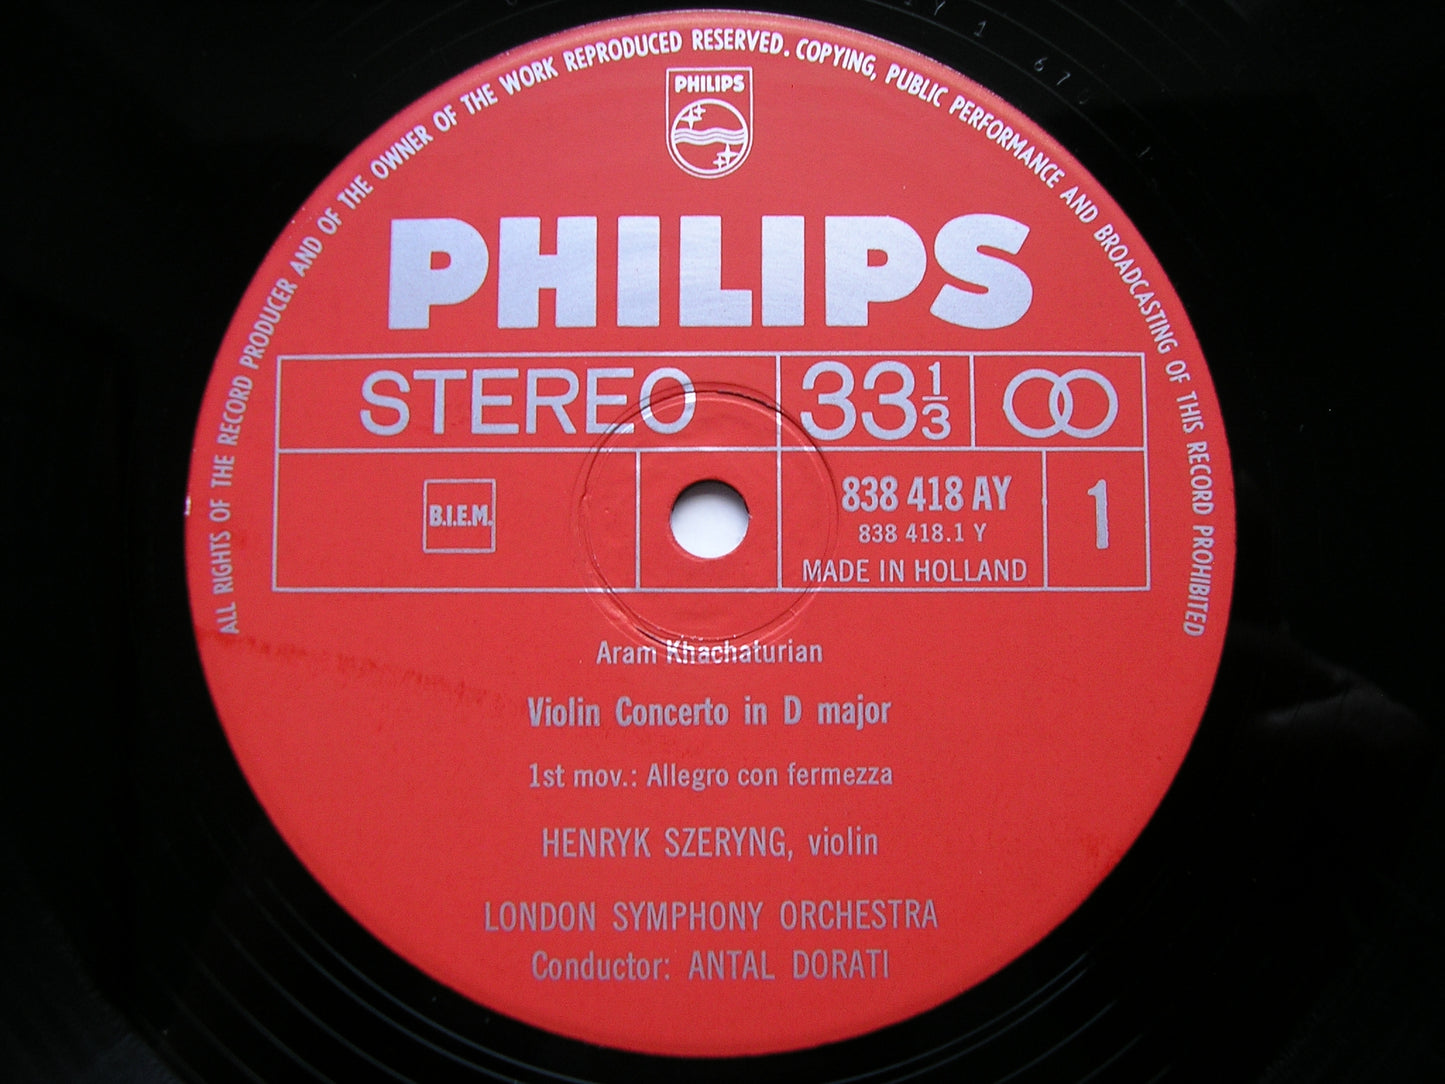 ALL RIGHTS OF THE RECORD PRODUCER AND OF THE OWNER OF THE WORK REPRODUCED RESERVED. COPYING, PUBLIC PERFORMANCE AND BROADCASTING OF THIS RECORD PROHIBITED
PHILIPS
PHILIPS
STEREO 33 1/3
B.I.E.M. 838 418 AY 1
838 418.1 Y
MADE IN HOLLAND
Aram Khachaturian
Violin Concerto in D major
1st mov.: Allegro con fermezza
HENRYK SZERYNG, violin
LONDON SYMPHONY ORCHESTRA
Conductor: ANTAL DORATI